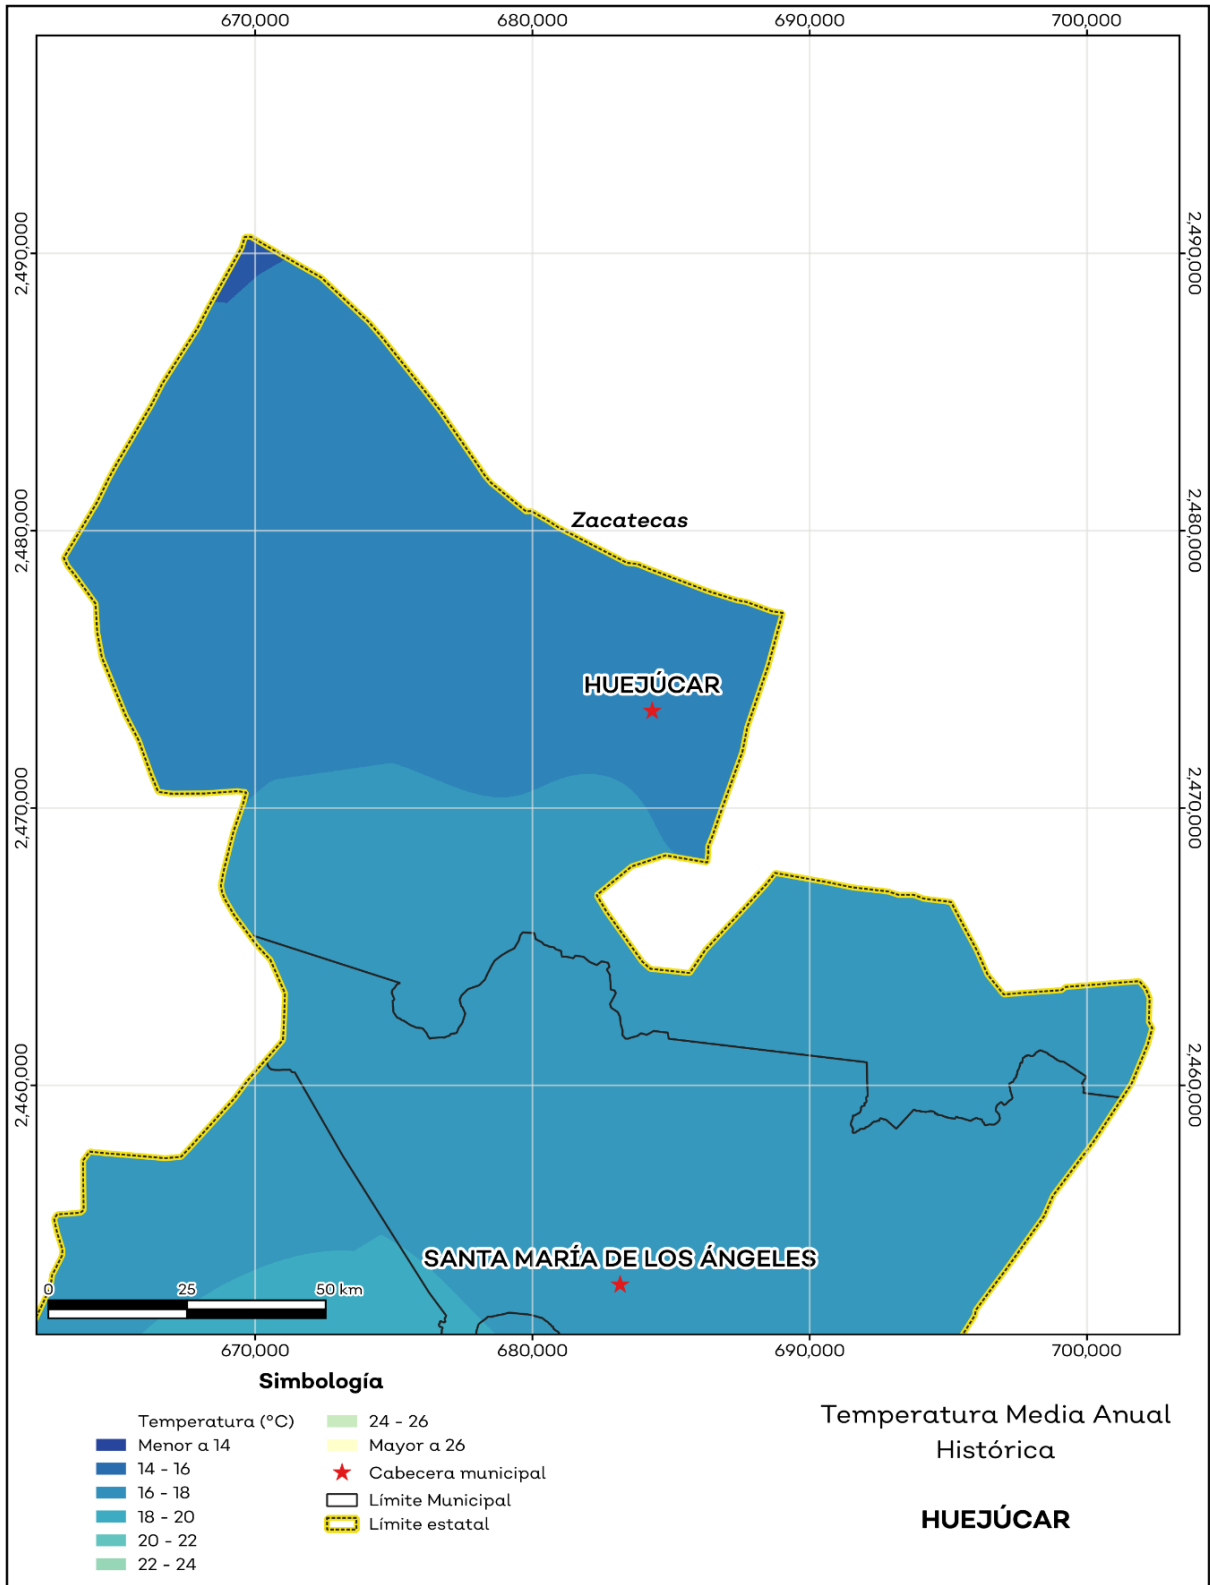 670,000
680,000
690,000
700,000
2,490,000
2,490,000
2,480,000
2,480,000
Zacatecas
HUEJÚCAR
2,470,000
2,470,000
2,460,000
2,460,000
SANTA MARÍA DE LOS ÁNGELES
0
25
50 km
670,000
680,000
690,000
700,000
Simbología
Temperatura (°C)
Menor a 14
14 - 16
16 - 18
18 - 20
20 - 22
22 - 24
24 - 26
Mayor a 26
Cabecera municipal
Límite Municipal
Límite estatal
Temperatura Media Anual
Histórica
HUEJÚCAR